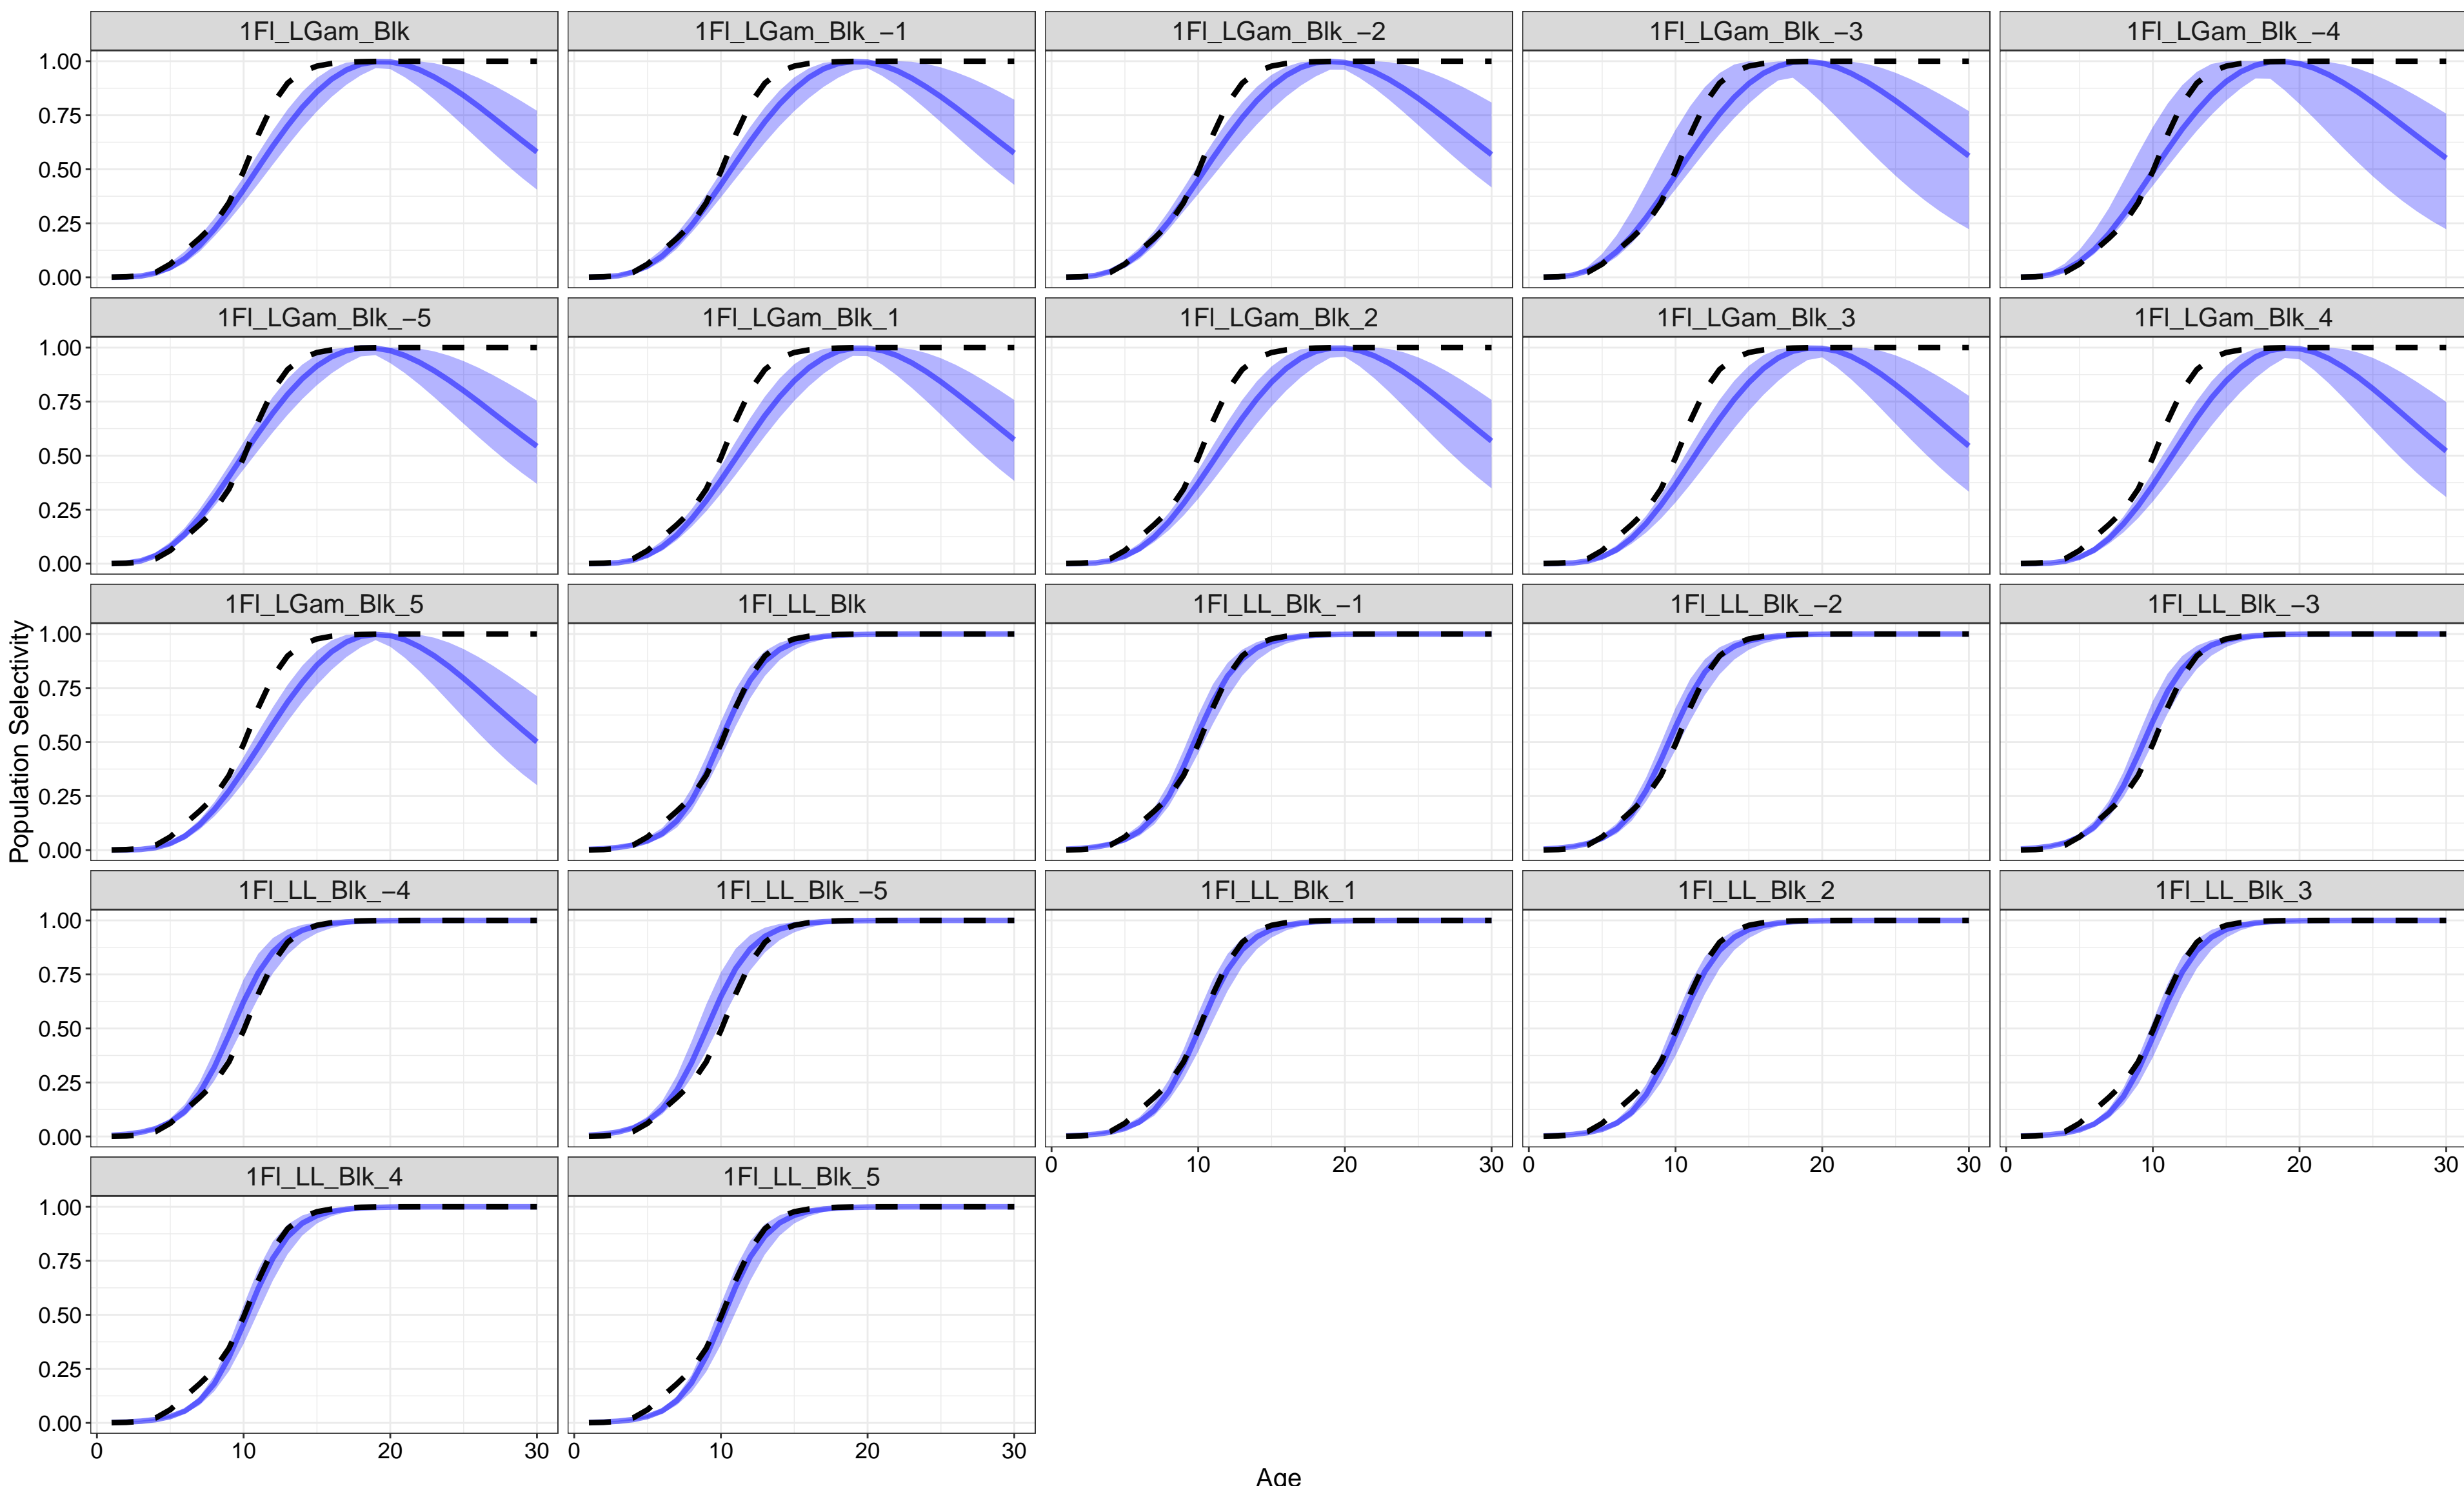 1Fl_LGam_Blk 1Fl_LGam_Blk_−1 1Fl_LGam_Blk_−2 1Fl_LGam_Blk_−3 1Fl_LGam_Blk_−4
1.00
0.75
0.50
0.25
0.00
1Fl_LGam_Blk_−5 1Fl_LGam_Blk_1 1Fl_LGam_Blk_2 1Fl_LGam_Blk_3 1Fl_LGam_Blk_4
1.00
0.75
0.50
0.25
0.00
1Fl_LGam_Blk_5 1Fl_LL_Blk 1Fl_LL_Blk_−1 1Fl_LL_Blk_−2 1Fl_LL_Blk_−3
1.00
0.75
0.50
0.25
0.00
Population Selectivity
1Fl_LL_Blk_−4 1Fl_LL_Blk_−5 1Fl_LL_Blk_1 1Fl_LL_Blk_2 1Fl_LL_Blk_3
1.00
0.75
0.50
0.25
0.00
0 10 20 30 0 10 20 30 0 10 20 30
1Fl_LL_Blk_4 1Fl_LL_Blk_5
1.00
0.75
0.50
0.25
0.00
0 10 20 30 0 10 20 30
Age